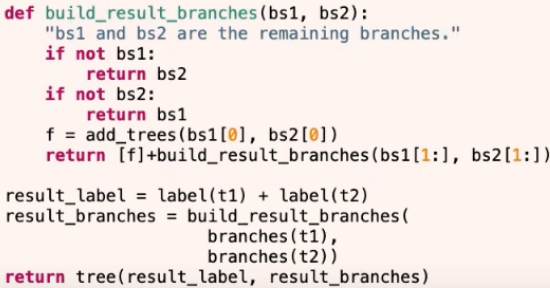 def build_result_branches(bs1, bs2):
    "bs1 and bs2 are the remaining branches."
    if not bs1:
        return bs2
    if not bs2:
        return bs1
    f = add_trees(bs1[0], bs2[0])
    return [f]+build_result_branches(bs1[1:], bs2[1:])

result_label = label(t1) + label(t2)
result_branches = build_result_branches(
                    branches(t1),
                    branches(t2))
return tree(result_label, result_branches)